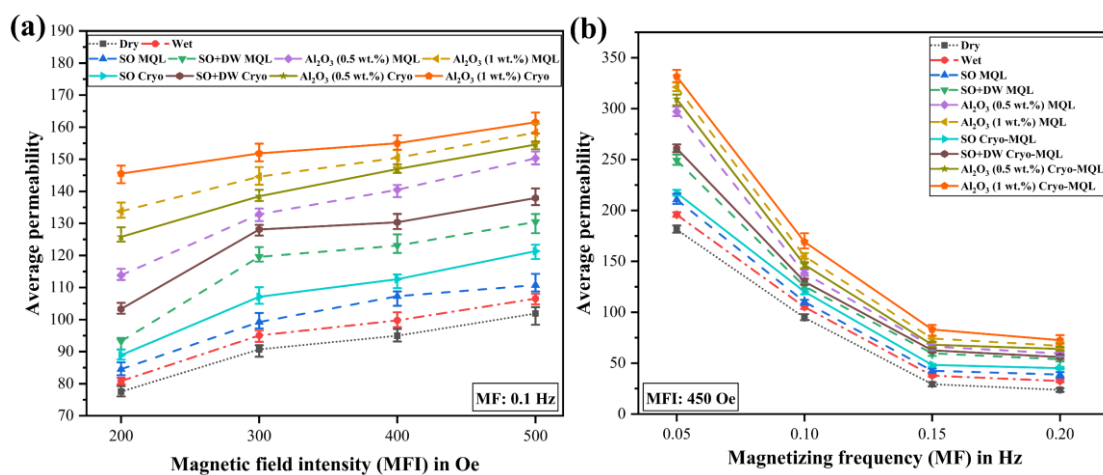 (a)
190
180
170
160
150
140
130
120
110
100
90
80
70
Average permeability
Dry Wet
SO MQL SO+DW MQL Al₂O₃ (0.5 wt.%) MQL Al₂O₃ (1 wt.%) MQL
SO Cryo SO+DW Cryo Al₂O₃ (0.5 wt.%) Cryo Al₂O₃ (1 wt.%) Cryo
MF: 0.1 Hz
200 300 400 500
Magnetic field intensity (MFI) in Oe
(b)
350
300
250
200
150
100
50
0
Average permeability
Dry
Wet
SO MQL
SO+DW MQL
Al₂O₃ (0.5 wt.%) MQL
Al₂O₃ (1 wt.%) MQL
SO Cryo-MQL
SO+DW Cryo-MQL
Al₂O₃ (0.5 wt.%) Cryo-MQL
Al₂O₃ (1 wt.%) Cryo-MQL
MFI: 450 Oe
0.05 0.10 0.15 0.20
Magnetizing frequency (MF) in Hz